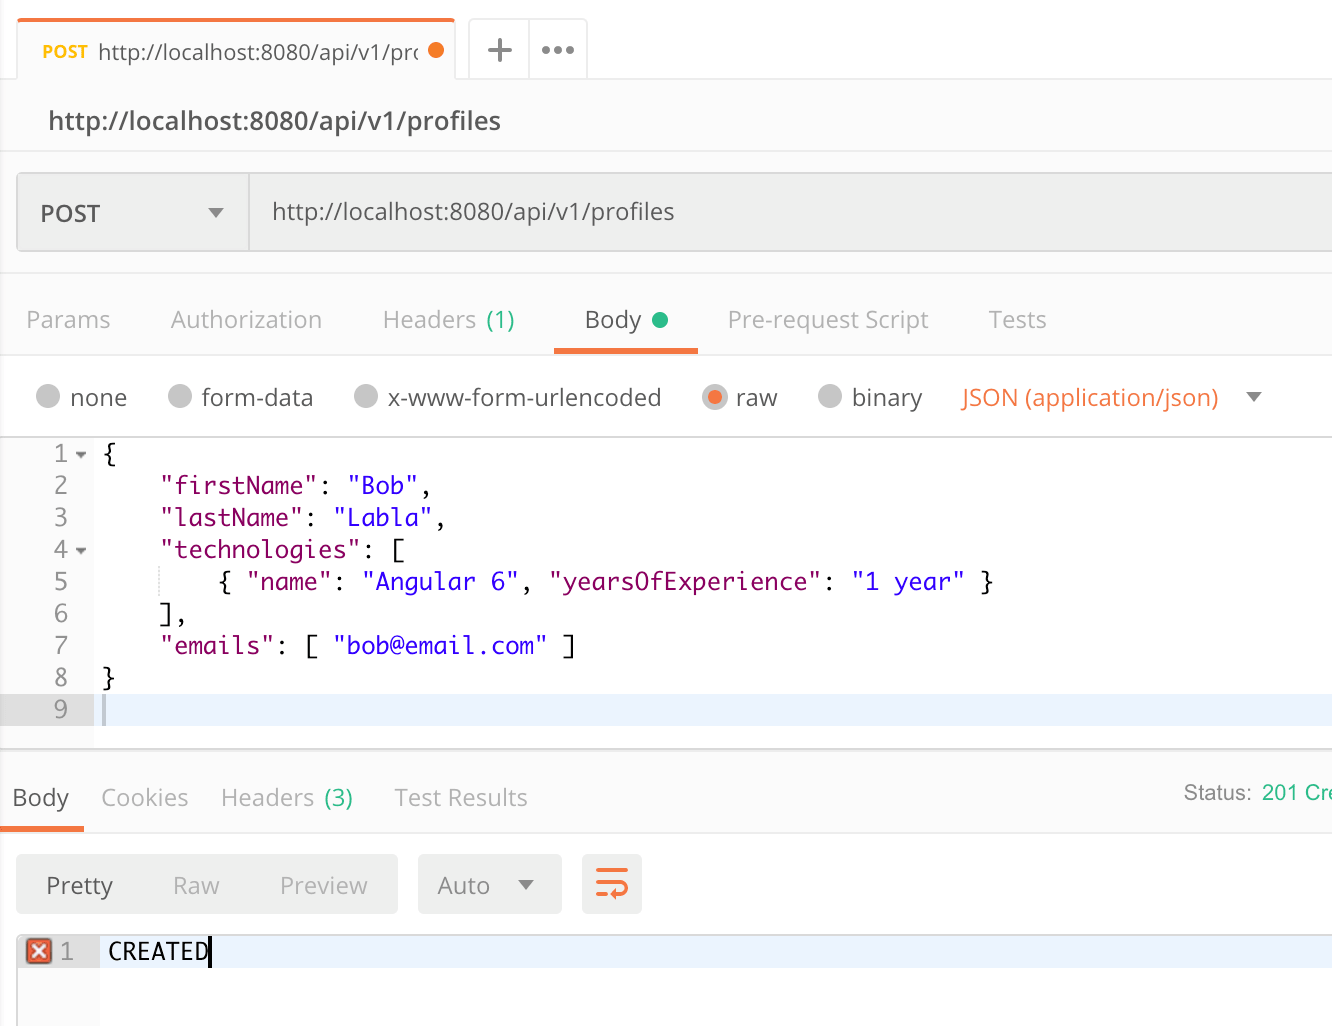 POST http://localhost:8080/api/v1/pro
http://localhost:8080/api/v1/profiles
POST http://localhost:8080/api/v1/profiles
Params Authorization Headers (1) Body Pre-request Script Tests
none form-data x-www-form-urlencoded raw binary JSON (application/json)
1 {
2 "firstName": "Bob",
3 "lastName": "Labla",
4 "technologies": [
5 { "name": "Angular 6", "yearsOfExperience": "1 year" }
6 ],
7 "emails": [ "bob@email.com" ]
8 }
9
Body Cookies Headers (3) Test Results Status: 201 Cre
Pretty Raw Preview Auto
1 CREATED